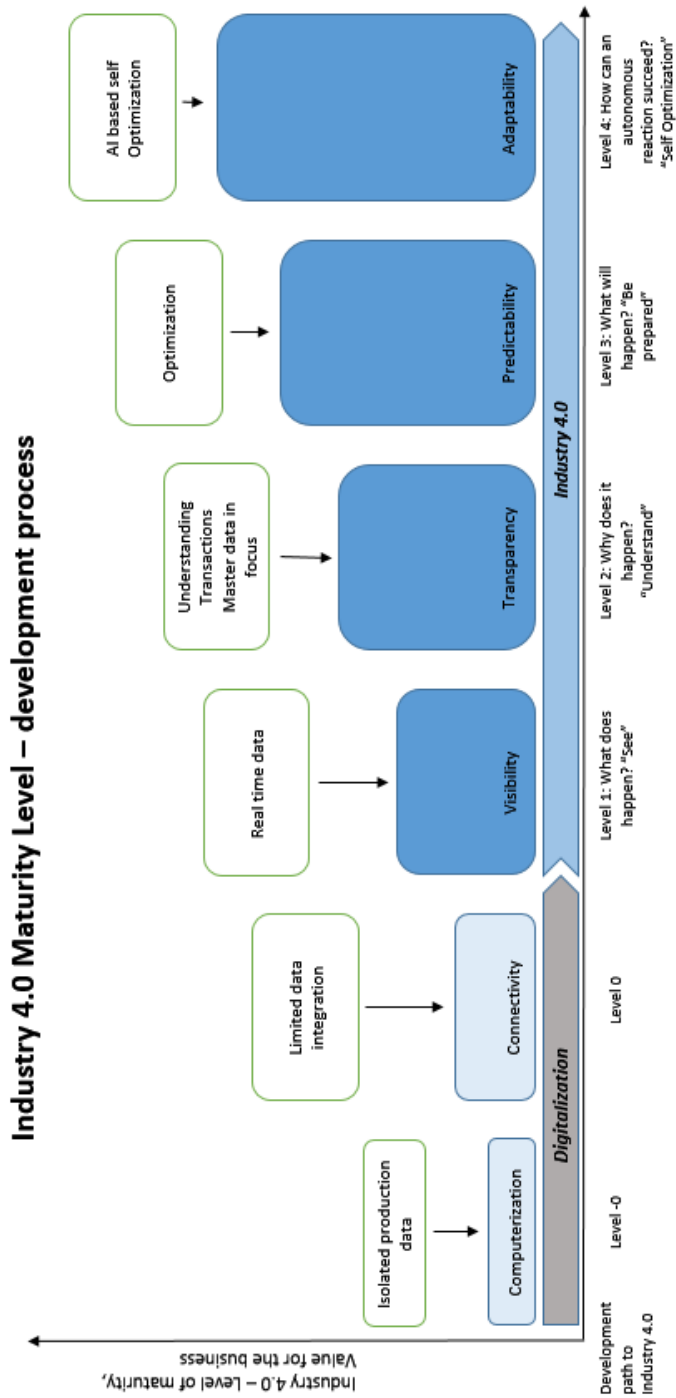 Industry 4.0 Maturity Level – development process
Industry 4.0 – Level of maturity,
Value for the business
Isolated production
data
Limited data
integration
Real time data
Understanding
Transactions
Master data in
focus
Optimization
AI based self
Optimization
Computerization
Connectivity
Visibility
Transparency
Predictability
Adaptability
Digitalization
Industry 4.0
Development
path to
Industry 4.0
Level -0
Level 0
Level 1: What does
happen? "See"
Level 2: Why does it
happen?
"Understand"
Level 3: What will
happen? "Be
prepared"
Level 4: How can an
autonomous
reaction succeed?
"Self Optimization"